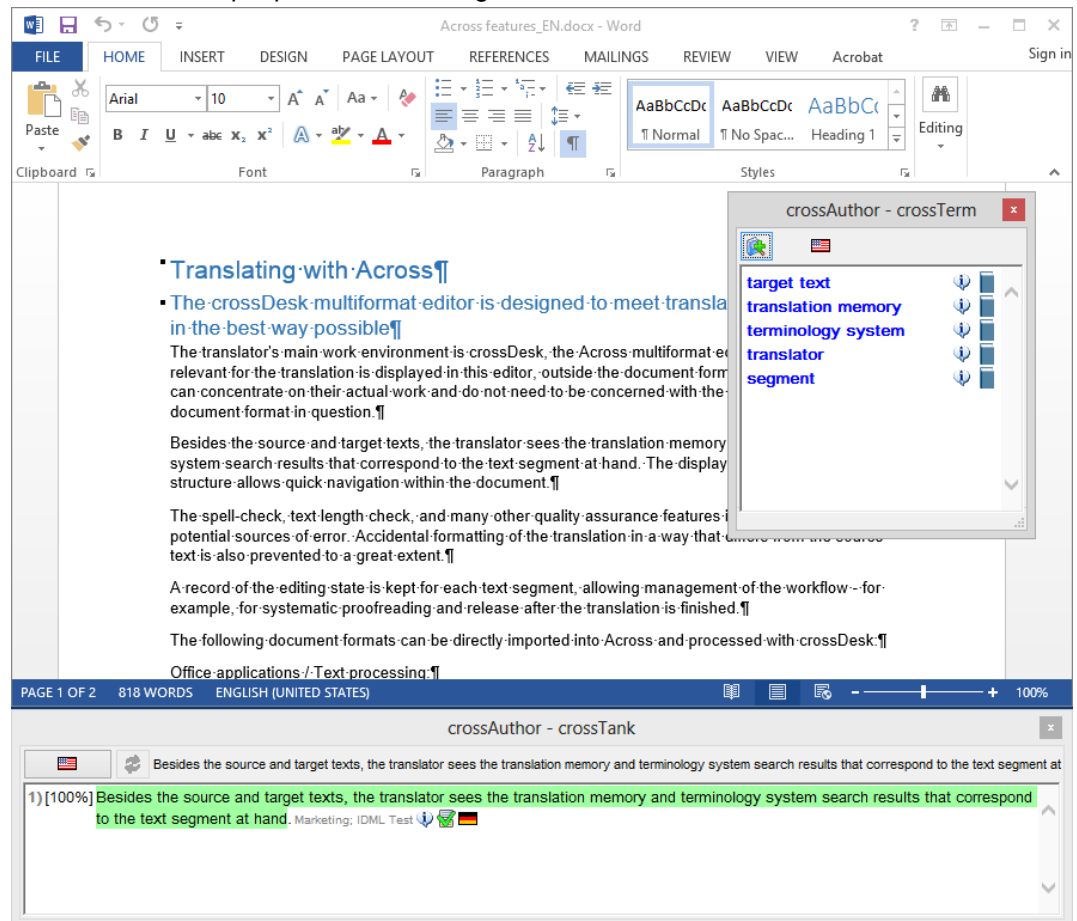 Across features_EN.docx - Word
FILE HOME INSERT DESIGN PAGE LAYOUT REFERENCES MAILINGS REVIEW VIEW Acrobat Sign in
Arial 10 A A Aa
AaBbCcDc AaBbCcDc AaBbC
Paste B I U abc x₂ x² A aby A A Z ¶
¶ Normal ¶ No Spac... Heading 1 Editing
Clipboard Font Paragraph Styles
crossAuthor - crossTerm
target text
translation memory
terminology system
translator
segment
Translating with Across¶
The crossDesk multiformat editor is designed to meet transla
in the best way possible¶
The translator's main work environment is crossDesk, the Across multiformat
relevant for the translation is displayed in this editor, outside the document form
can concentrate on their actual work and do not need to be concerned with the
document format in question.¶
Besides the source and target texts, the translator sees the translation memory
system search results that correspond to the text segment at hand. The display
structure allows quick navigation within the document.¶
The spell-check, text length check, and many other quality assurance features
potential sources of error. Accidental formatting of the translation in a way that differs from the source
text is also prevented to a great extent.¶
A record of the editing state is kept for each text segment, allowing management of the workflow - for
example, for systematic proofreading and release after the translation is finished.¶
The following document formats can be directly imported into Across and processed with crossDesk:¶
Office applications / Text processing:¶
PAGE 1 OF 2 818 WORDS ENGLISH (UNITED STATES) 100%
crossAuthor - crossTank
Besides the source and target texts, the translator sees the translation memory and terminology system search results that correspond to the text segment at
1) [100%] Besides the source and target texts, the translator sees the translation memory and terminology system search results that correspond
to the text segment at hand. Marketing; IDML Test